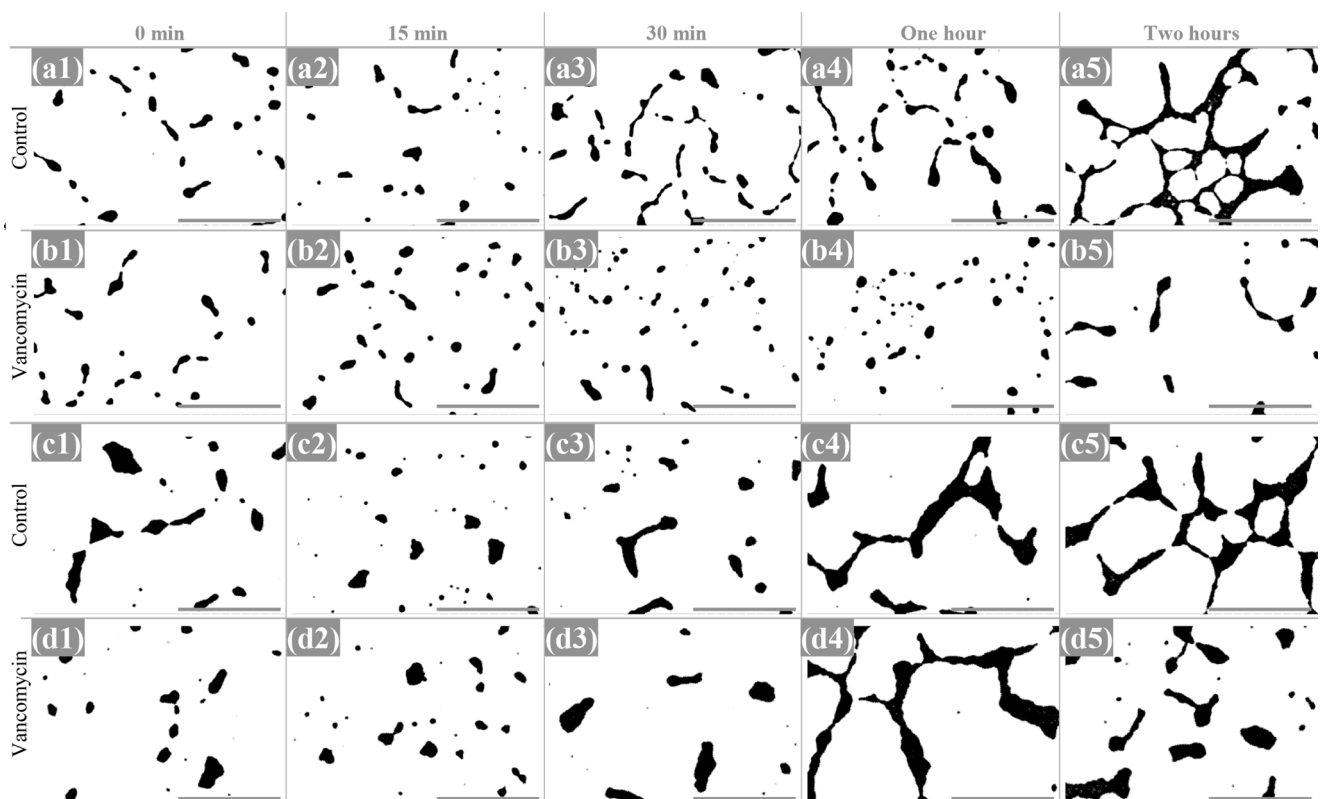 0 min 15 min 30 min One hour Two hours
Control (a1) (a2) (a3) (a4) (a5)
Vancomycin (b1) (b2) (b3) (b4) (b5)
Control (c1) (c2) (c3) (c4) (c5)
Vancomycin (d1) (d2) (d3) (d4) (d5)